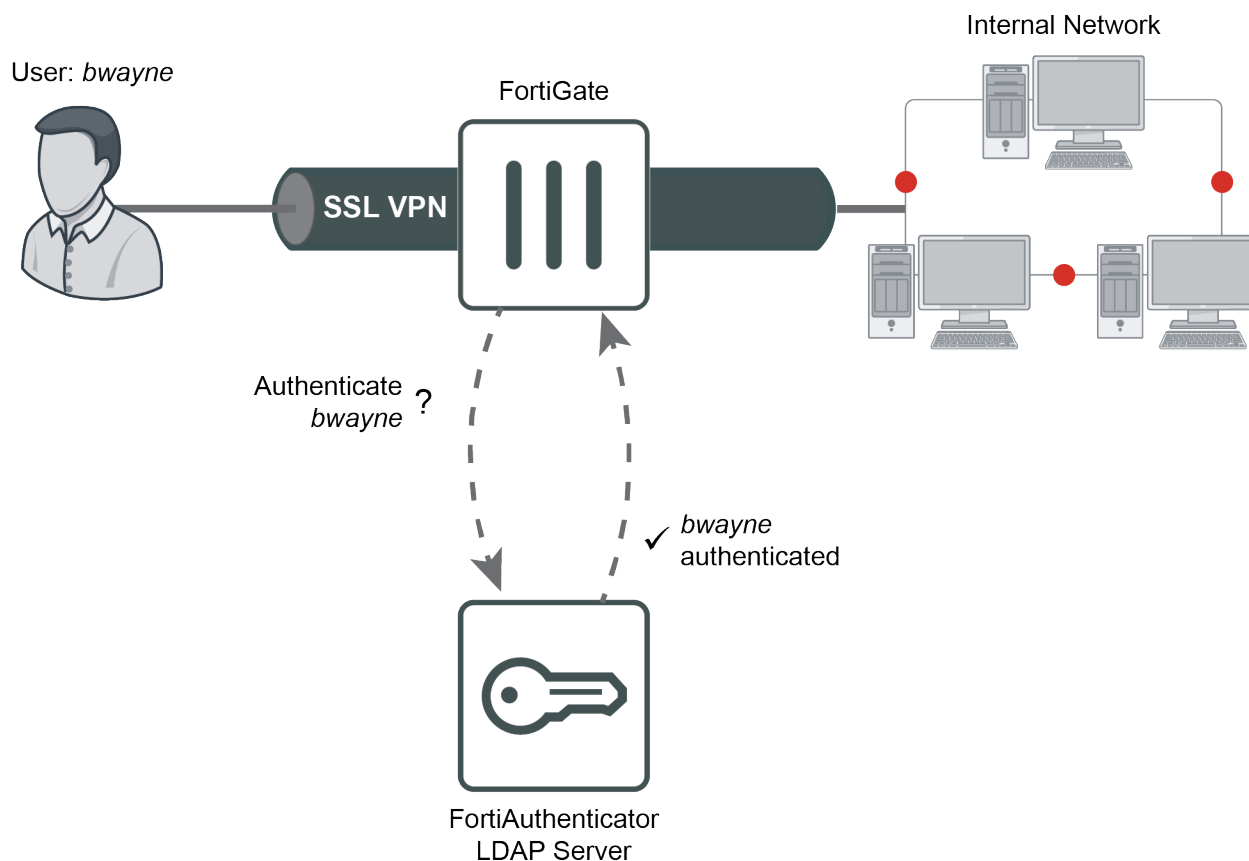 Internal Network
User: bwayne
FortiGate
SSL VPN
Authenticate
bwayne ?
✓ bwayne
authenticated
FortiAuthenticator
LDAP Server